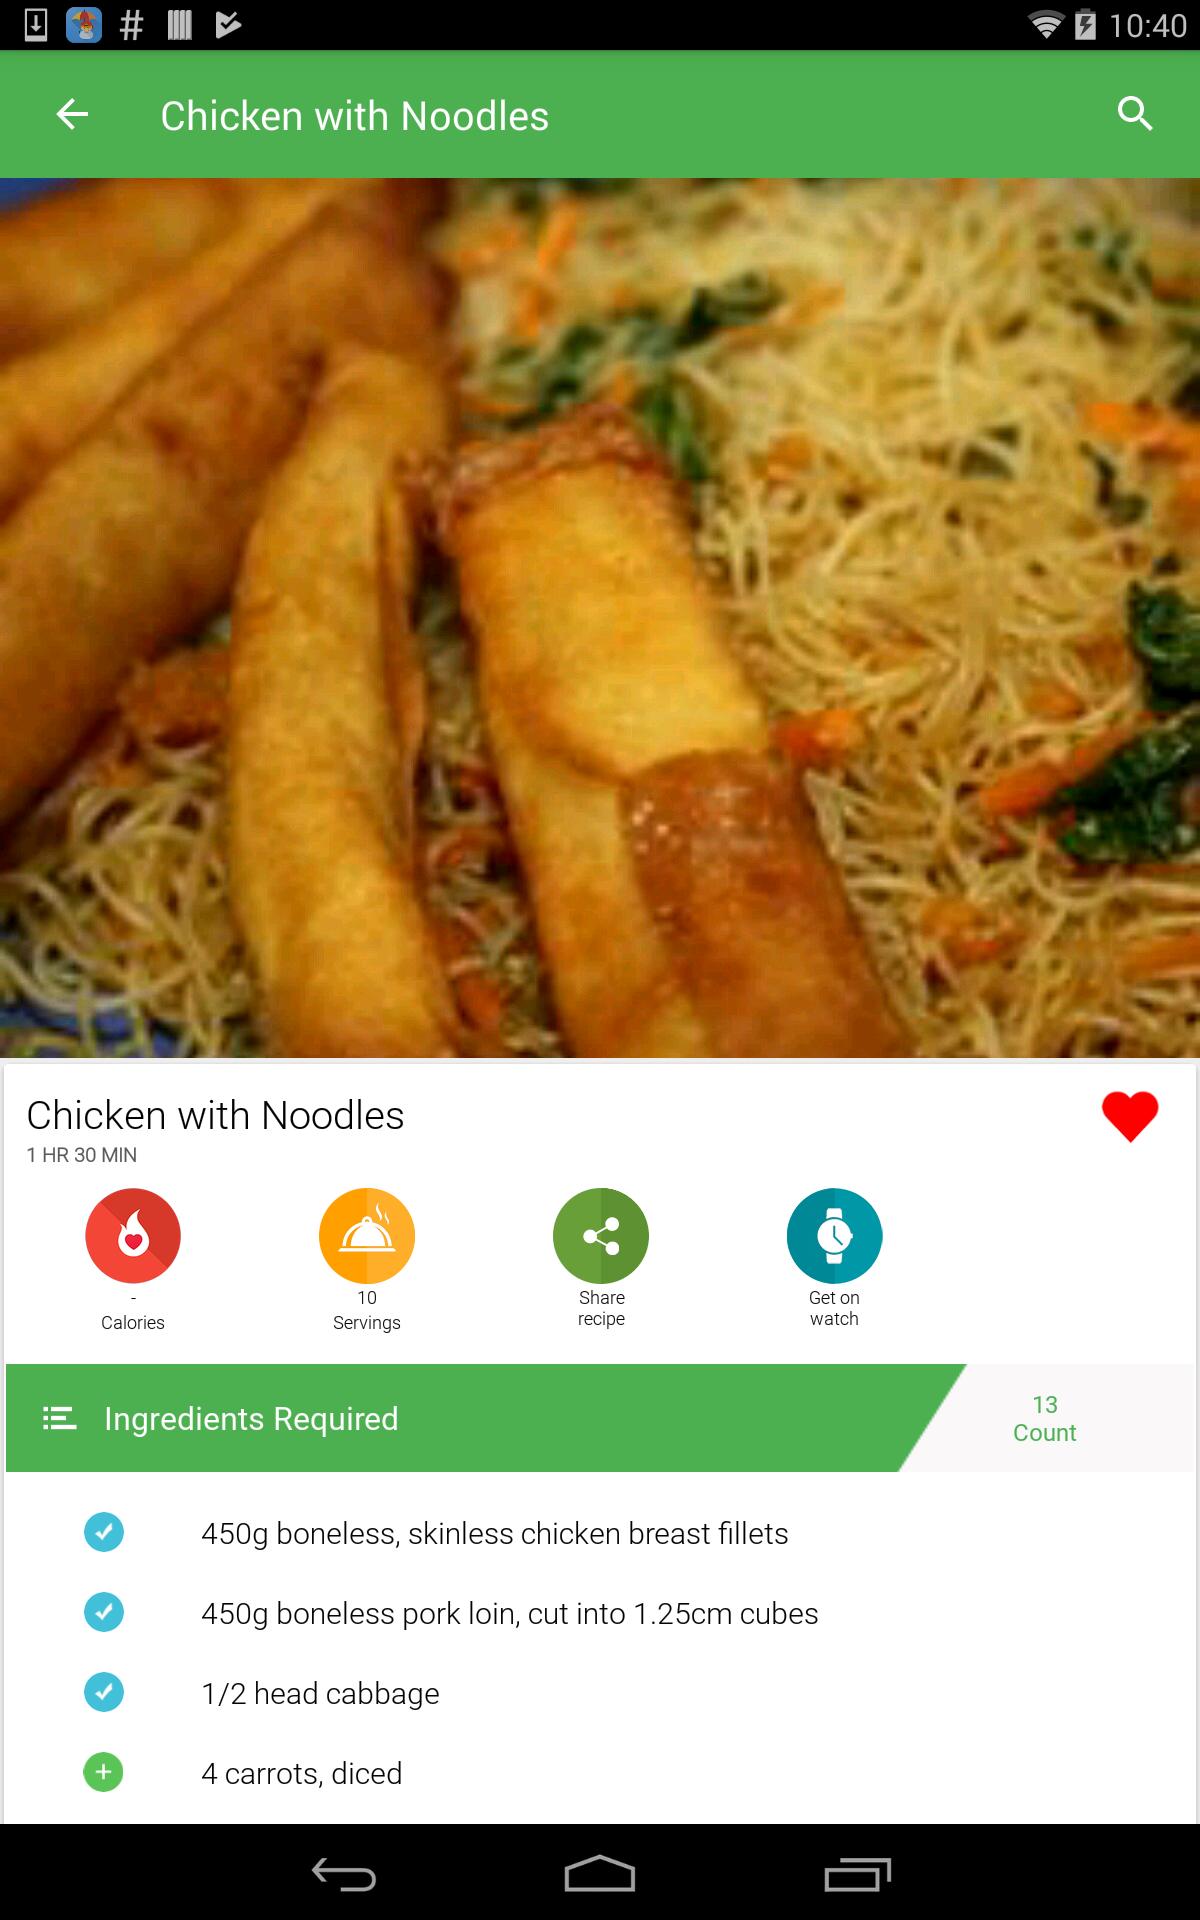 10:40
Chicken with Noodles
Chicken with Noodles
1 HR 30 MIN
-
Calories
10
Servings
Share
recipe
Get on
watch
Ingredients Required
13
Count
450g boneless, skinless chicken breast fillets
450g boneless pork loin, cut into 1.25cm cubes
1/2 head cabbage
4 carrots, diced